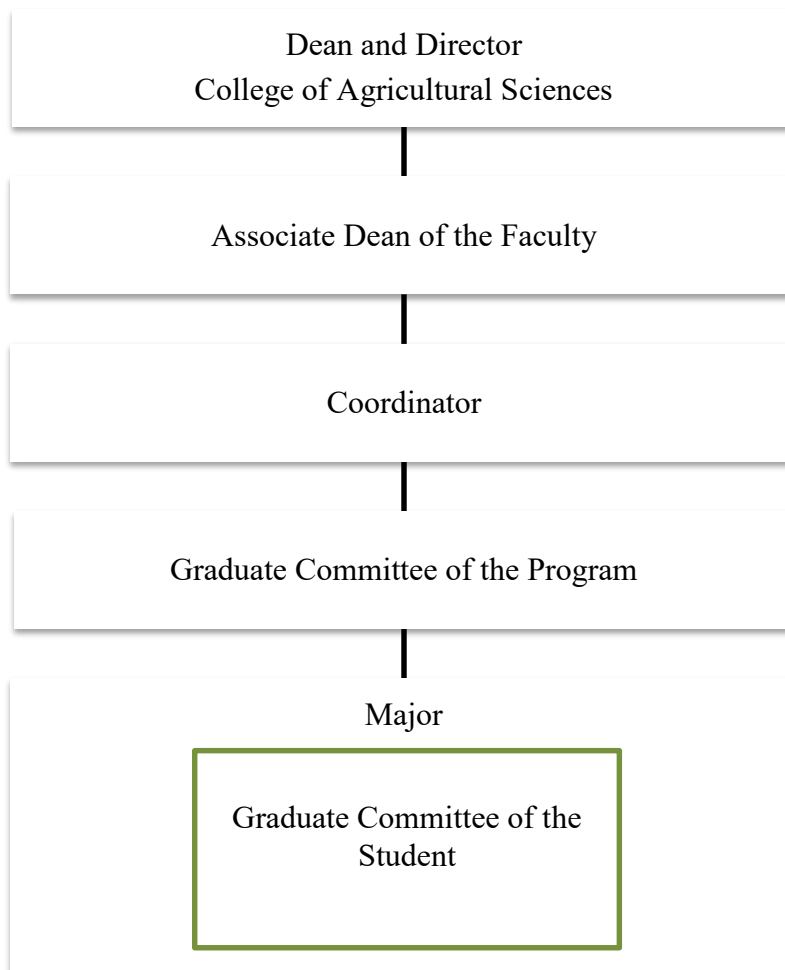 Dean and Director
College of Agricultural Sciences
Associate Dean of the Faculty
Coordinator
Graduate Committee of the Program
Major
Graduate Committee of the
Student